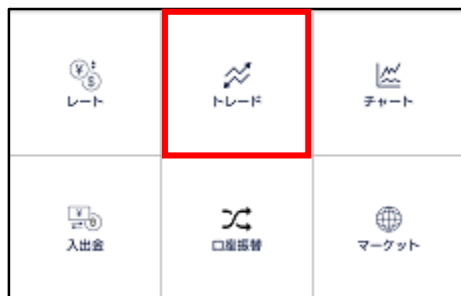 レート
トレード
チャート
入出金
口座振替
マーケット